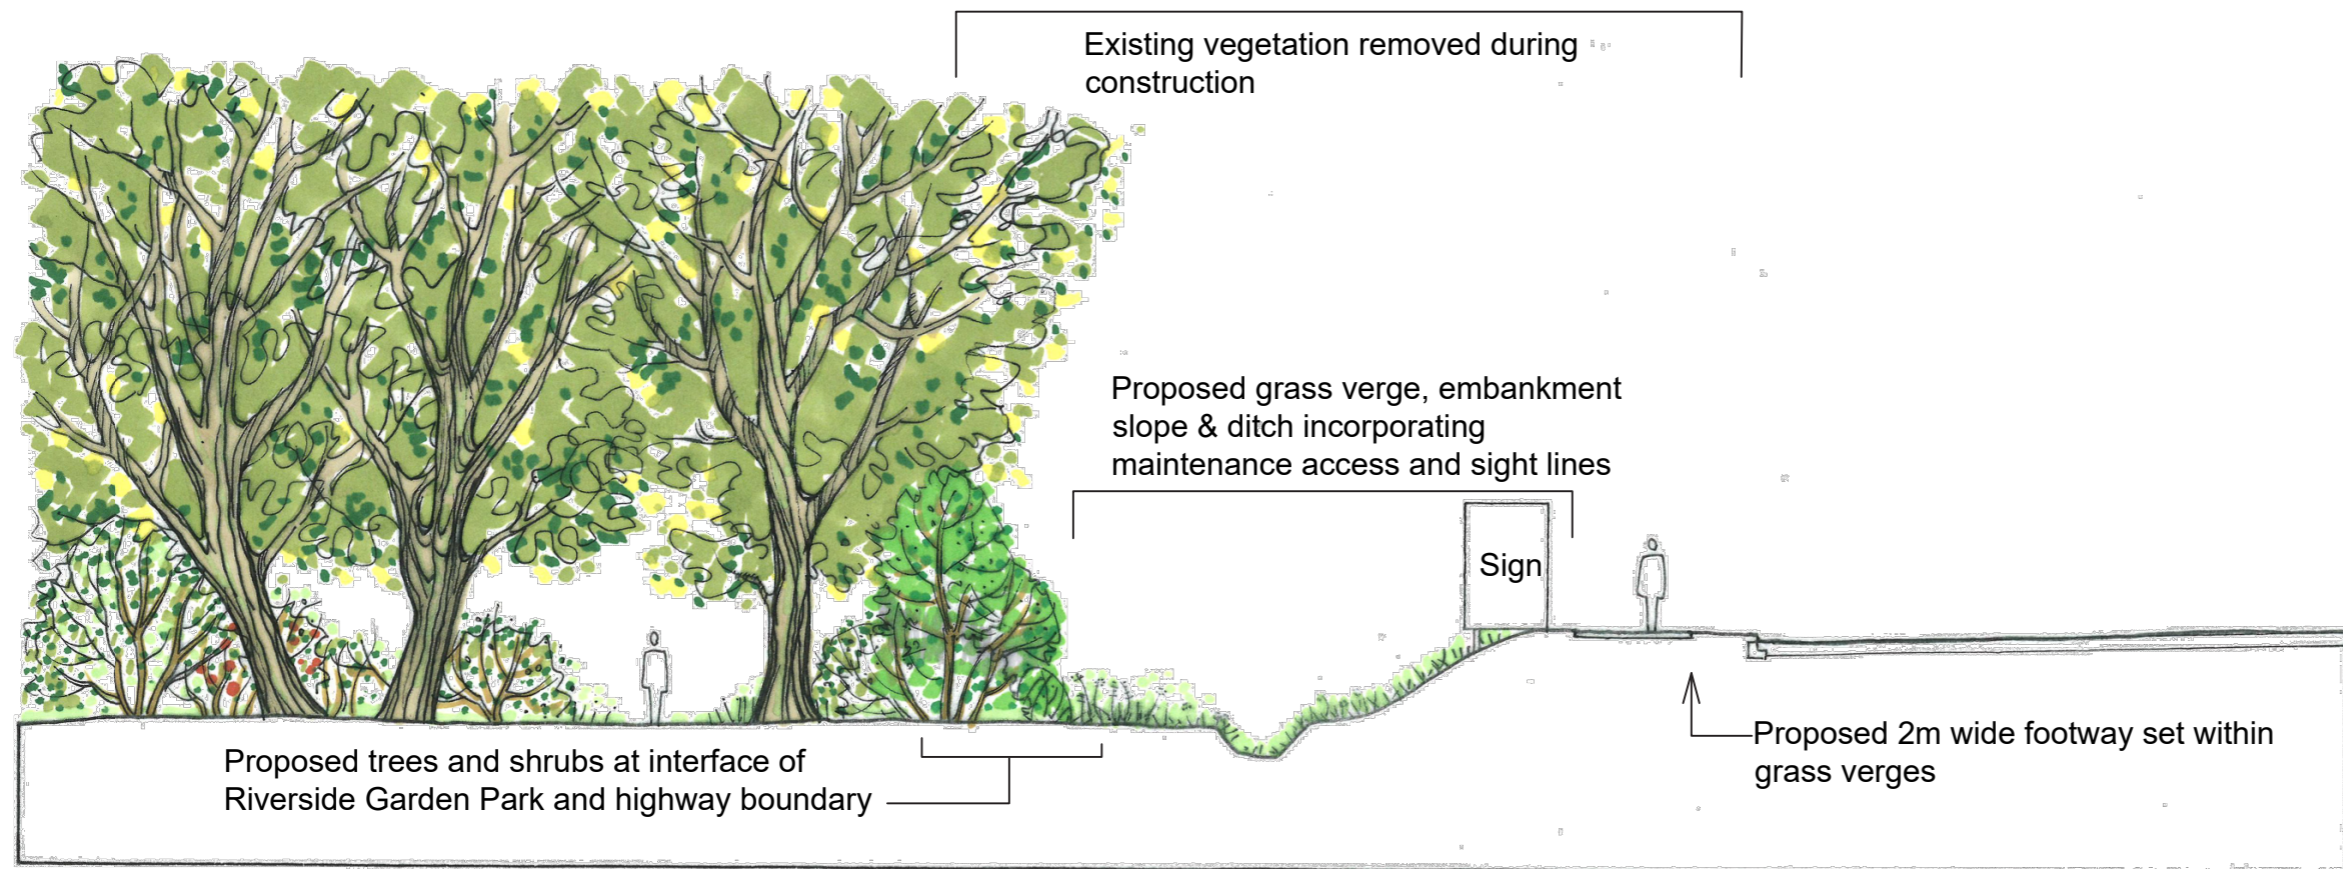 Existing vegetation removed during
construction
Proposed grass verge, embankment
slope & ditch incorporating
maintenance access and sight lines
Sign
Proposed 2m wide footway set within
grass verges
Proposed trees and shrubs at interface of
Riverside Garden Park and highway boundary